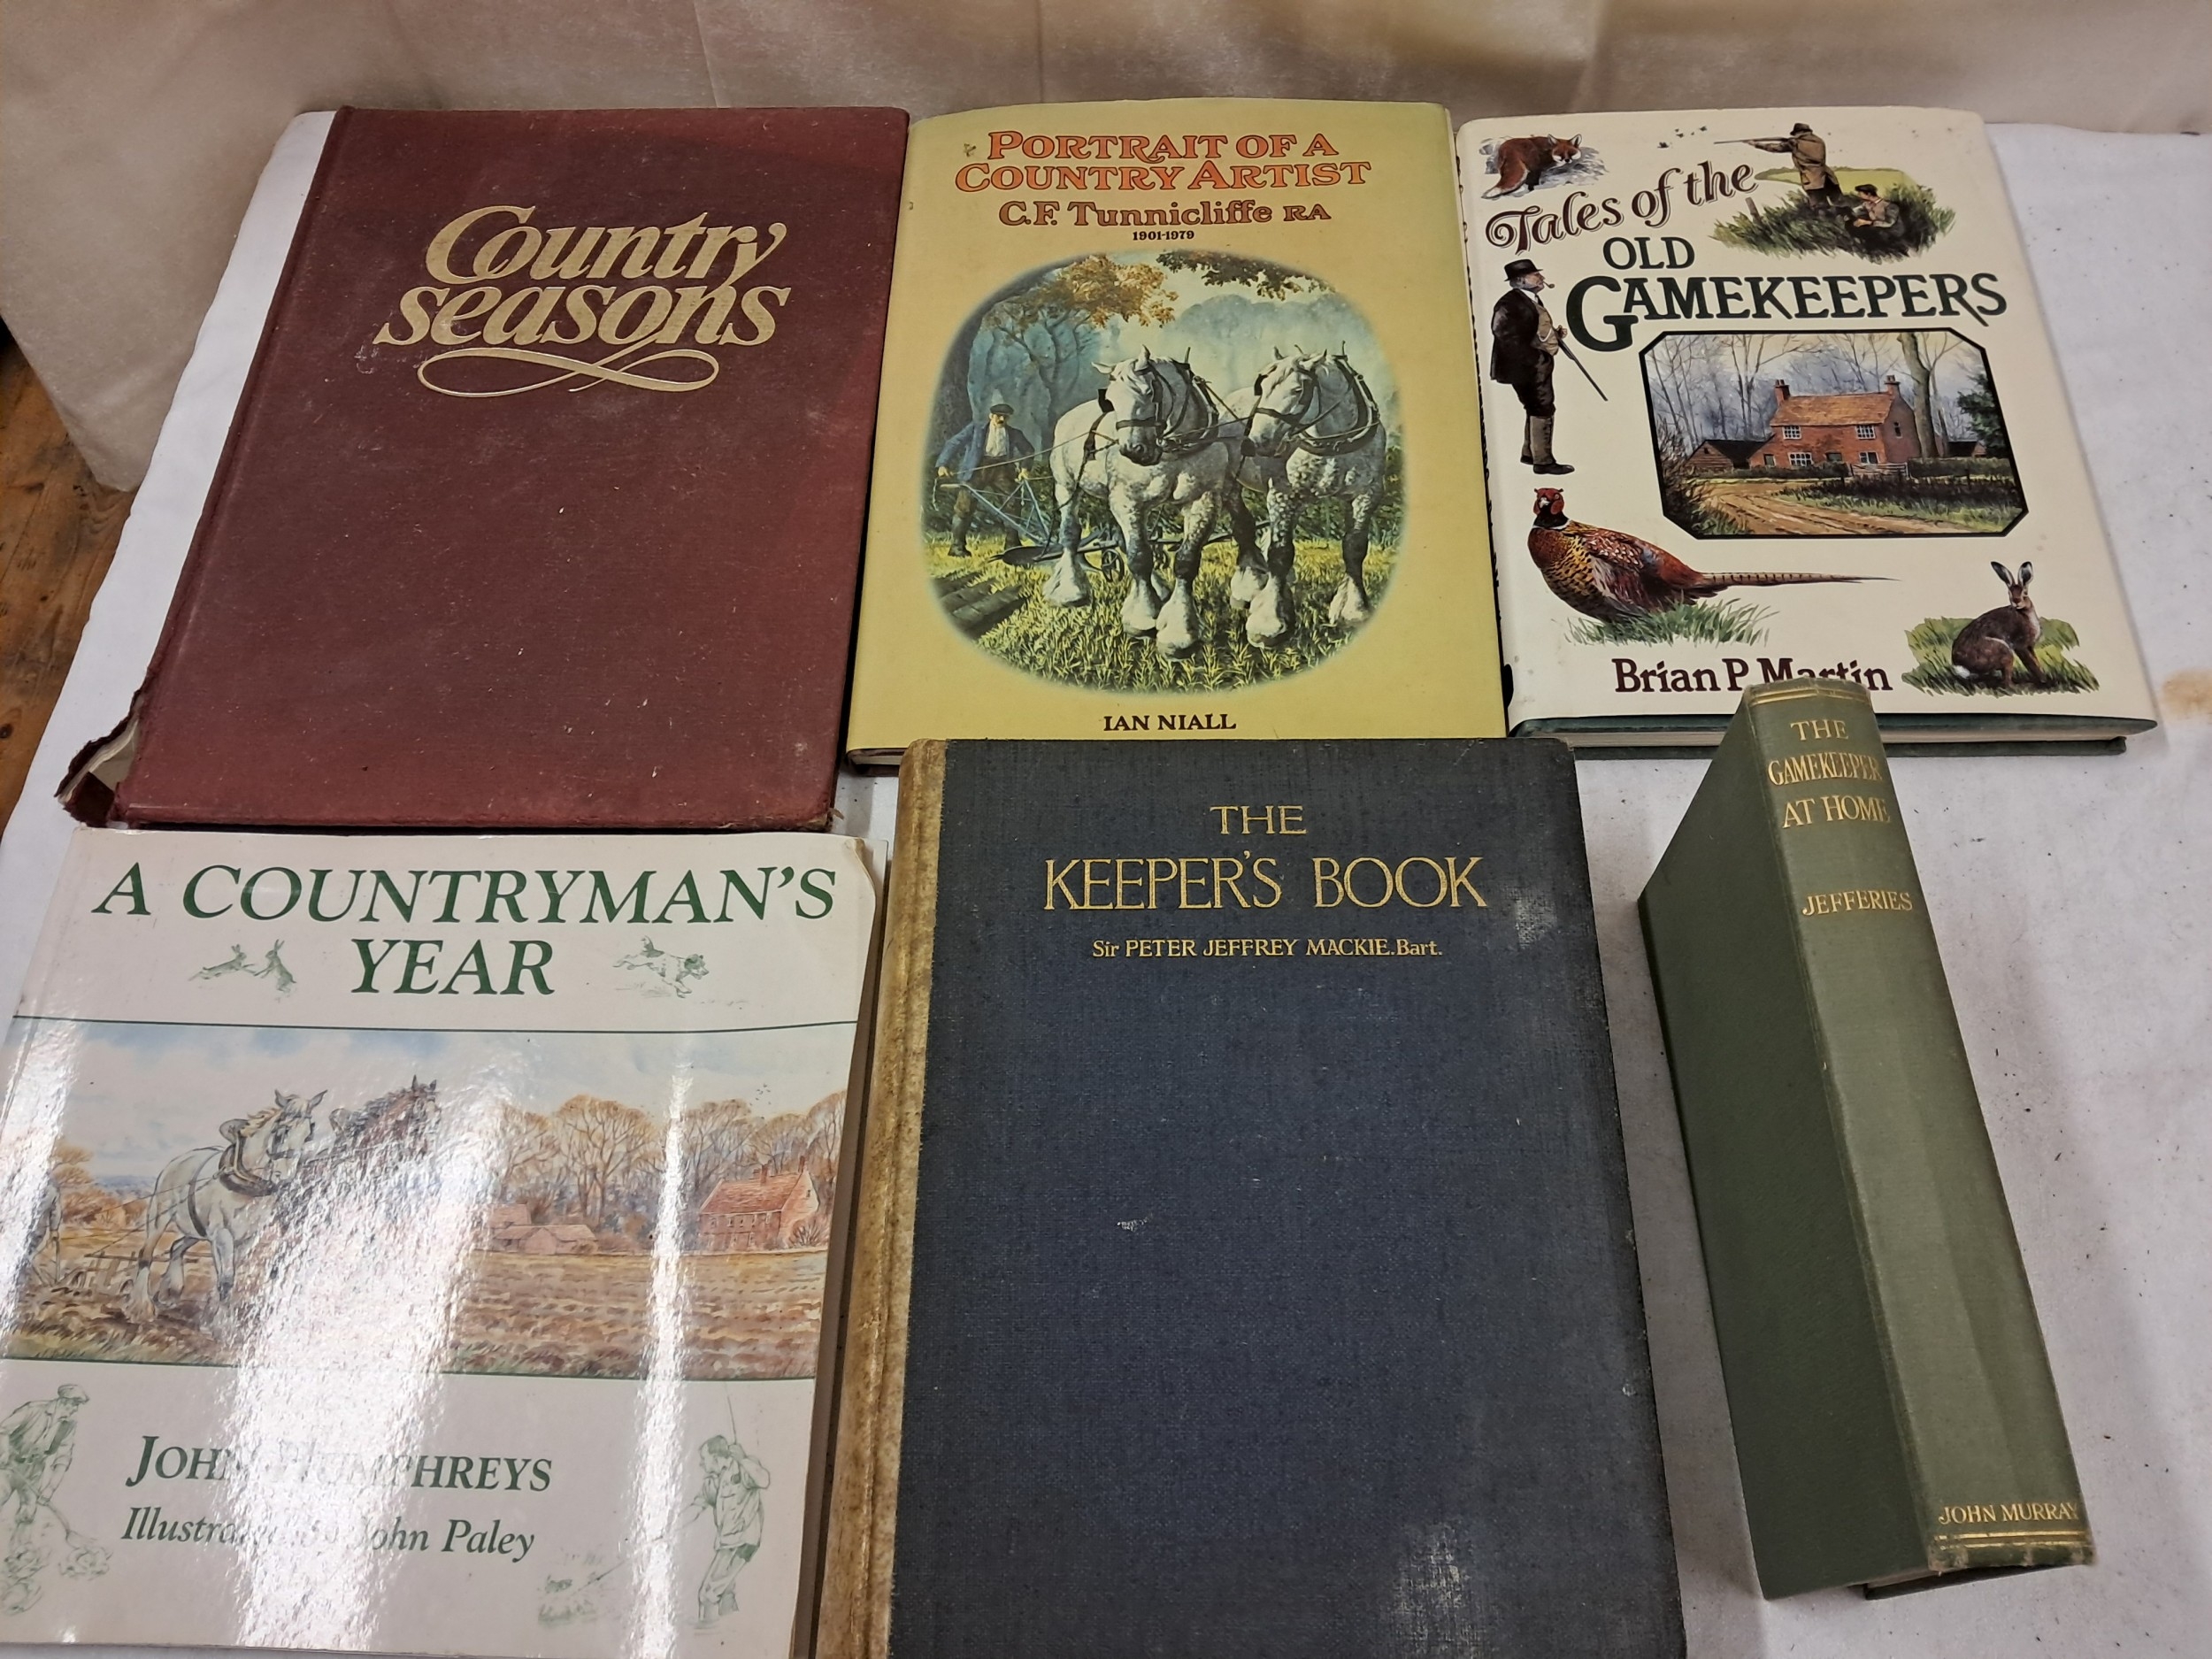 Country
seasons
PORTRAIT OF A
COUNTRY ARTIST
C.F. Tunnicliffe RA
1901-1979
IAN NIALL
Tales of the
OLD
GAMEKEEPERS
Brian P. Martin
A COUNTRYMAN'S
YEAR
JOHN HUMPHREYS
Illustrated by John Paley
THE
KEEPER'S BOOK
Sir PETER JEFFREY MACKIE.Bart.
THE
GAMEKEEPER
AT HOME
JEFFERIES
JOHN MURRAY